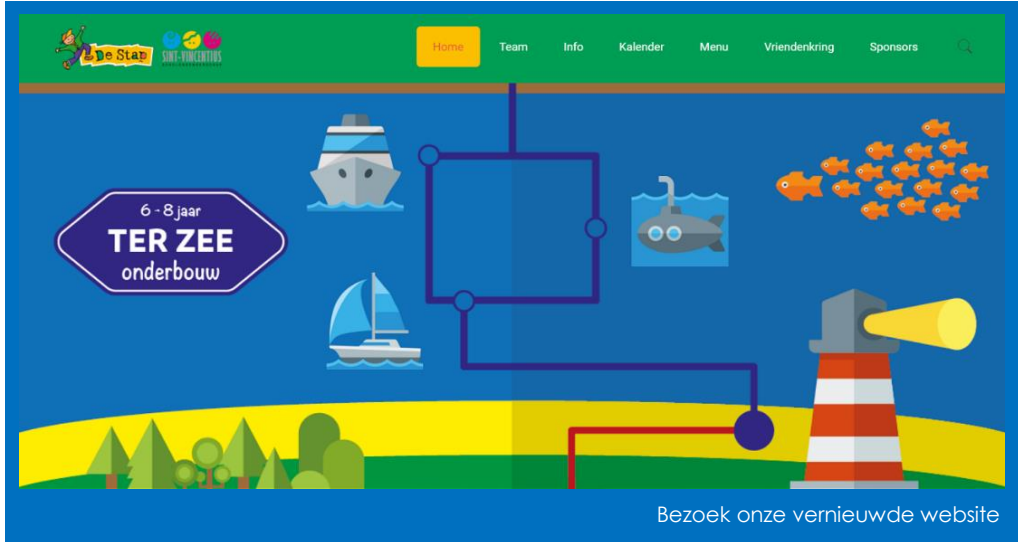 De Stap
SINT-VINCENTIUS
Home Team Info Kalender Menu Vriendenkring Sponsors
6 - 8 jaar
TER ZEE
onderbouw
Bezoek onze vernieuwde website